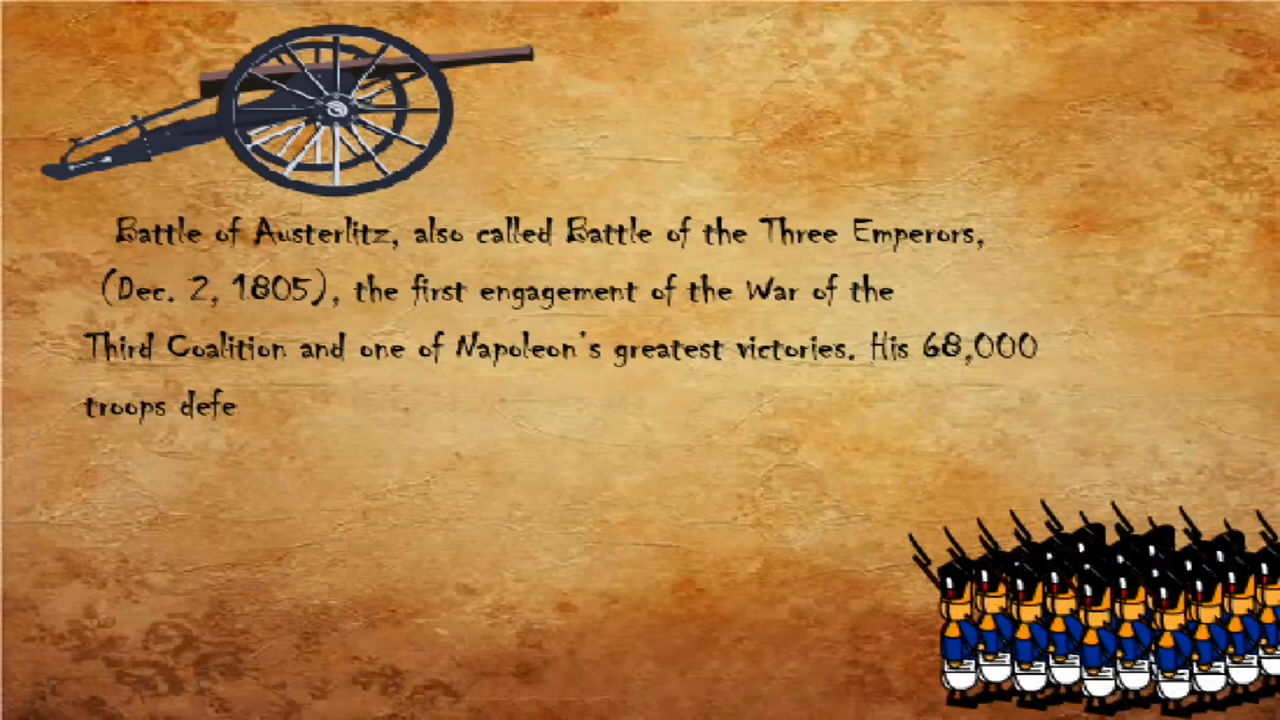 Battle of Austerlitz, also called Battle of the Three Emperors,
(Dec. 2, 1805), the first engagement of the War of the
Third Coalition and one of Napoleon's greatest victories. His 68,000
troops defe